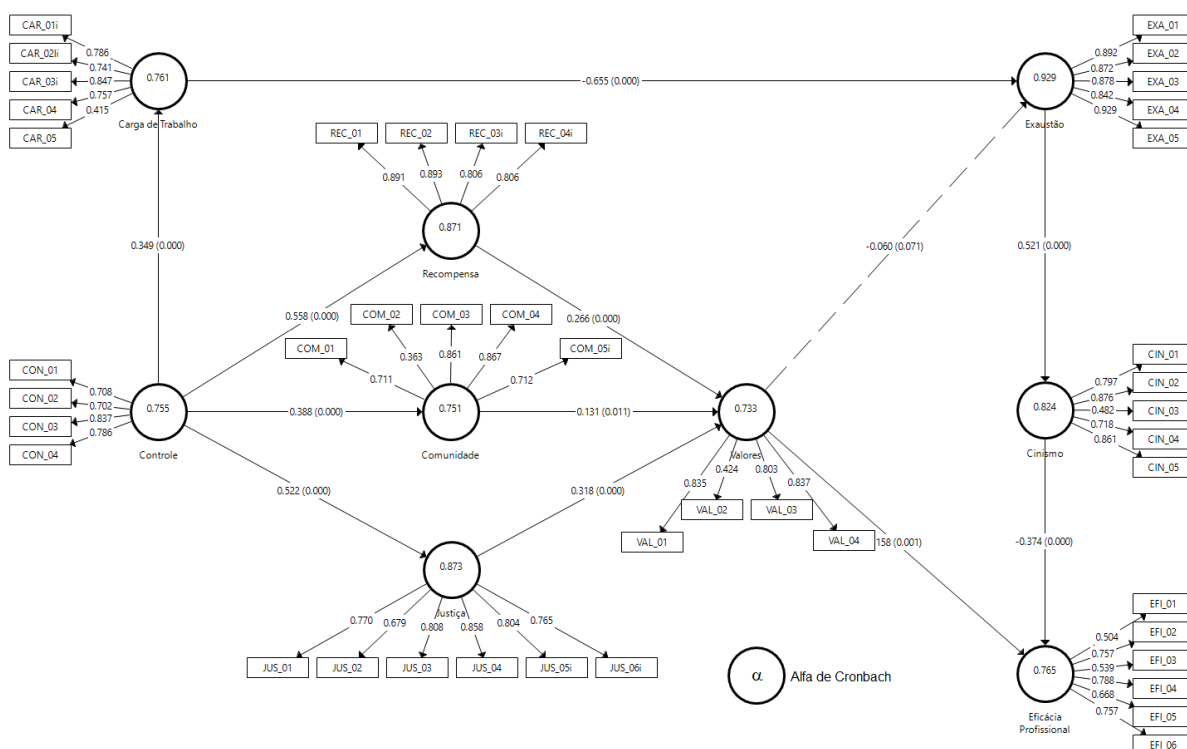 CAR_01i
CAR_02Ii
CAR_03i
CAR_04
CAR_05
0.786
0.741
0.847
0.757
0.415
0.761
Carga de Trabalho
-0.655 (0.000)
EXA_01
EXA_02
EXA_03
EXA_04
EXA_05
0.892
0.872
0.878
0.842
0.929
0.929
Exaustão
REC_01
REC_02
REC_03i
REC_04i
0.891
0.893
0.806
0.806
0.871
Recompensa
0.349 (0.000)
-0.060 (0.071)
0.521 (0.000)
0.558 (0.000)
0.266 (0.000)
COM_01
COM_02
COM_03
COM_04
COM_05i
0.711
0.363
0.861
0.867
0.712
0.751
Comunidade
CON_01
CON_02
CON_03
CON_04
0.708
0.702
0.837
0.786
0.755
Controle
0.388 (0.000)
0.131 (0.011)
0.733
Valores
0.835
0.424
0.803
0.837
VAL_01
VAL_02
VAL_03
VAL_04
CIN_01
CIN_02
CIN_03
CIN_04
CIN_05
0.797
0.876
0.482
0.718
0.861
0.824
Cinismo
0.522 (0.000)
0.318 (0.000)
158 (0.001)
-0.374 (0.000)
0.873
Justiça
0.770
0.679
0.808
0.858
0.804
0.765
JUS_01
JUS_02
JUS_03
JUS_04
JUS_05i
JUS_06i
α
Alfa de Cronbach
EFI_01
EFI_02
EFI_03
EFI_04
EFI_05
EFI_06
0.504
0.757
0.539
0.788
0.668
0.757
0.765
Eficácia
Profissional